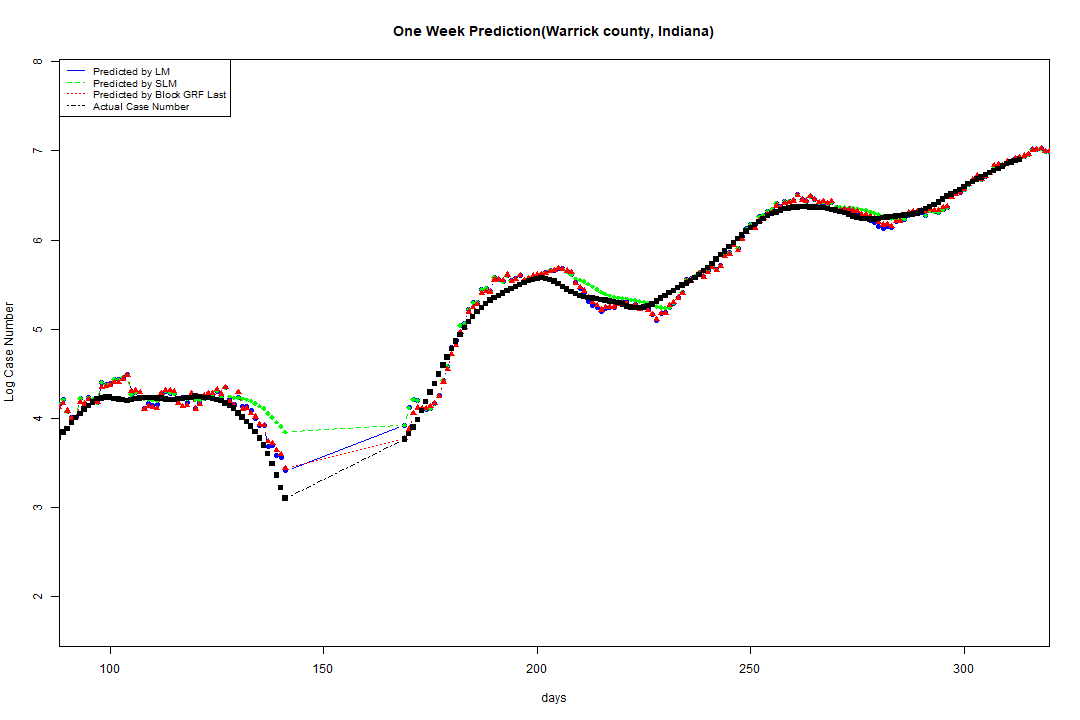 One Week Prediction(Warrick county, Indiana)
Predicted by LM
Predicted by SLM
Predicted by Block GRF Last
Actual Case Number
Log Case Number
8
7
6
5
4
3
2
100 150 200 250 300
days